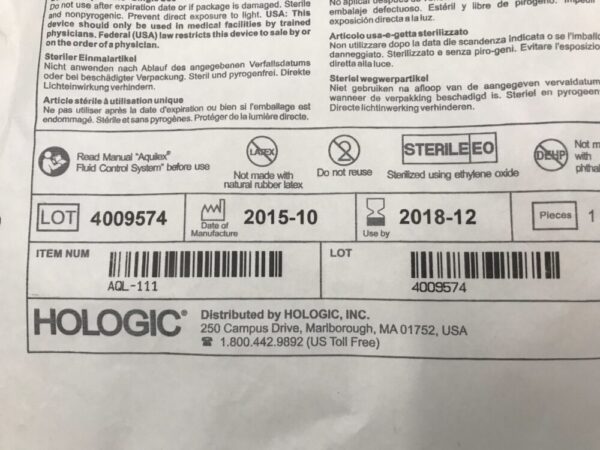 Do not use after expiration date or if package is damaged. Sterile
and nonpyrogenic. Prevent direct exposure to light. USA: This
device should only be used in medical facilities by trained
physicians. Federal (USA) law restricts this device to sale by or
on the order of a physician.
Steriler Einmalartikel
Nicht anwenden nach Ablauf des angegebenen Verfallsdatums
oder bei beschädigter Verpackung. Steril und pyrogenfrei. Direkte
Lichteinwirkung verhindern.
Article stérile à utilisation unique
Ne pas utiliser après la date d'expiration ou bien si l'emballage est
endommagé. Stérile et sans pyrogènes. Protéger de la lumière directe.
embalaje defectuoso. Estéril y libre de pirógeno.
exposición directa a la luz.
Articolo usa-e-getta sterilizzato
Non utilizzare dopo la data die scandenza indicata o se l'imballo
danneggiato. Sterilizzato e senza piro-geni. Evitare l'esposizio
diretta alla luce.
Steriel wegwerpartikel
Niet gebruiken na afloop van de aangegeven vervaldatum
wanneer de verpakking beschadigd is. Steriel en pyrogeen
Directe lichtinwerking verhinderen.
Read Manual "Aquilex®
Fluid Control System" before use
LATEX
Not made with
natural rubber latex
2
Do not reuse
STERILE EO
Sterilized using ethylene oxide
DEHP
Not m
with
phthal
LOT 4009574
Date of
Manufacture
2015-10
Use by
2018-12
Pieces 1
ITEM NUM
AQL-111
LOT
4009574
HOLOGIC®
Distributed by HOLOGIC, INC.
250 Campus Drive, Marlborough, MA 01752, USA
☎ 1.800.442.9892 (US Toll Free)